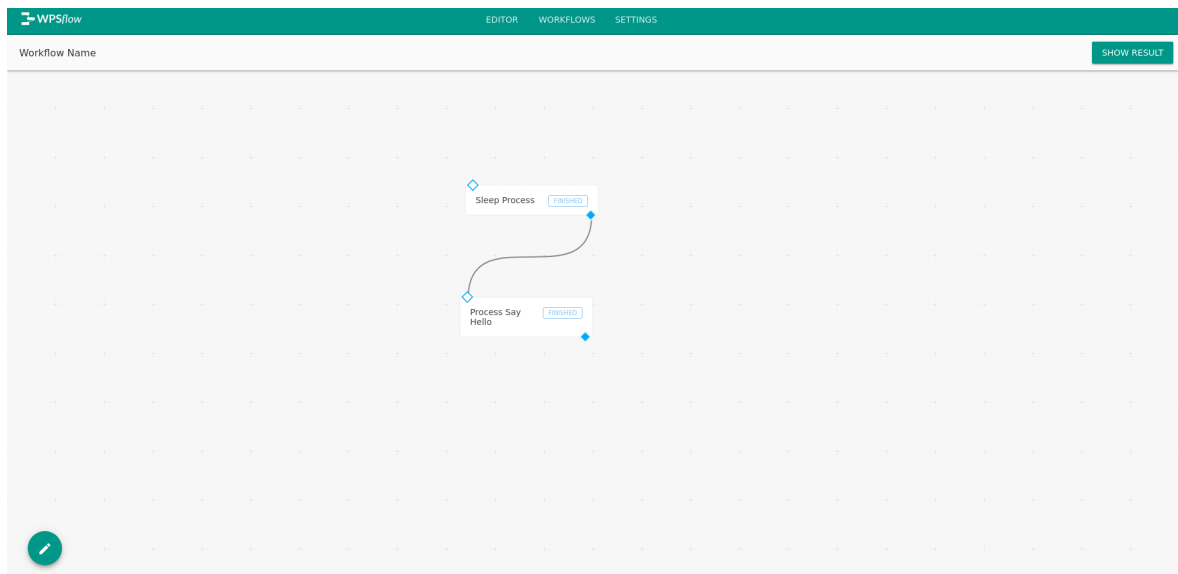 WPSflow
EDITOR WORKFLOWS SETTINGS
Workflow Name
SHOW RESULT
Sleep Process
FINISHED
Process Say
Hello
FINISHED